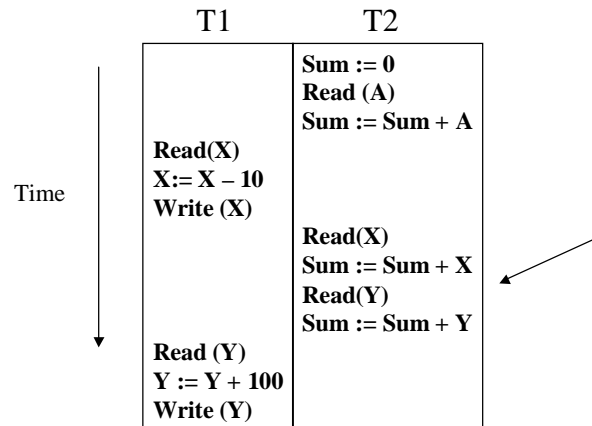 T1 T2
Sum := 0
Read (A)
Sum := Sum + A
Read(X)
X:= X – 10
Write (X)
Time
Read(X)
Sum := Sum + X
Read(Y)
Sum := Sum + Y
Read (Y)
Y := Y + 100
Write (Y)